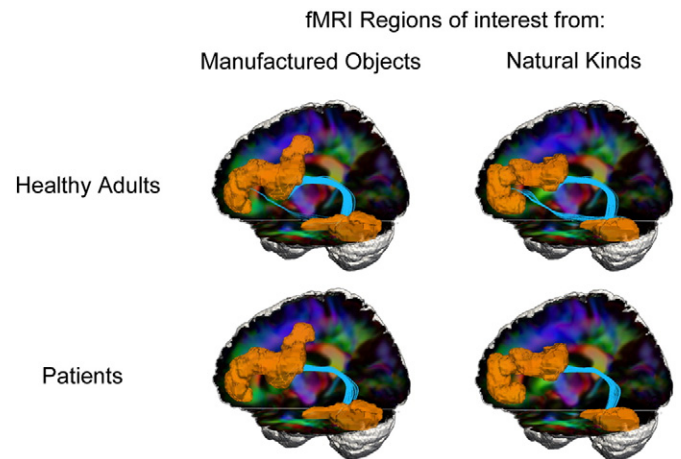 fMRI Regions of interest from:
Manufactured Objects
Natural Kinds
Healthy Adults
Patients